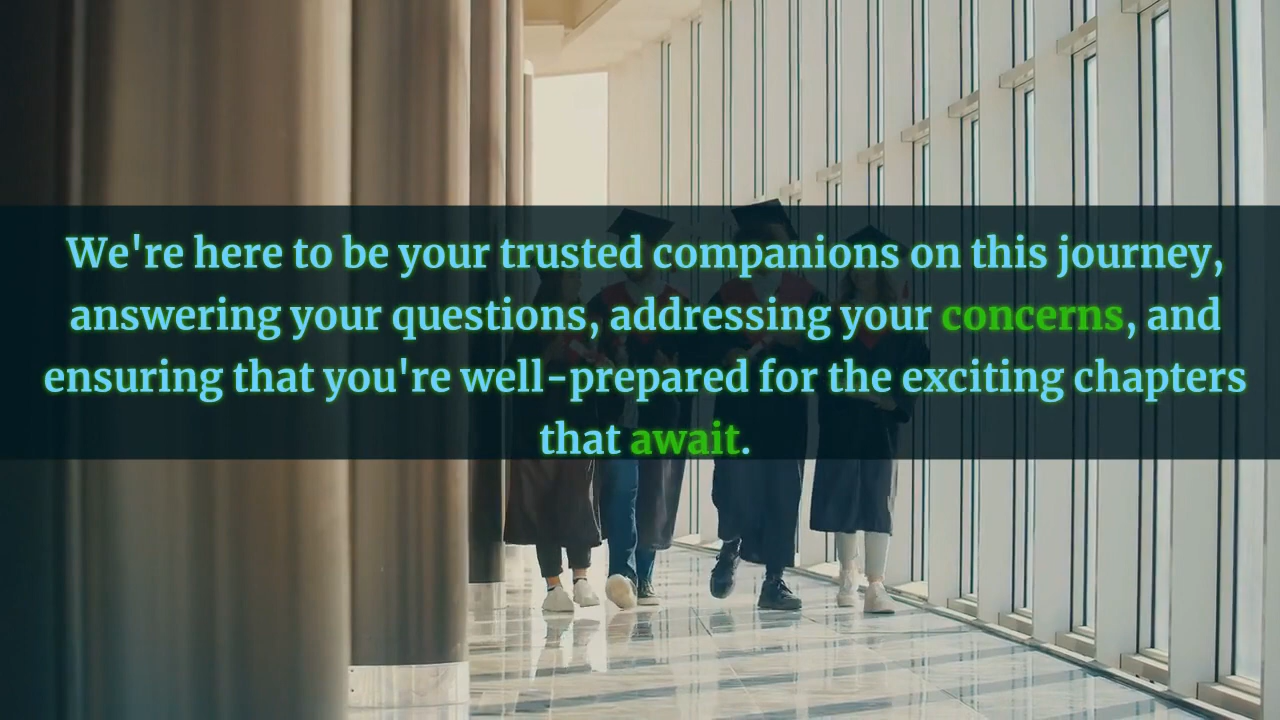 We're here to be your trusted companions on this journey,
answering your questions, addressing your concerns, and
ensuring that you're well-prepared for the exciting chapters
that await.